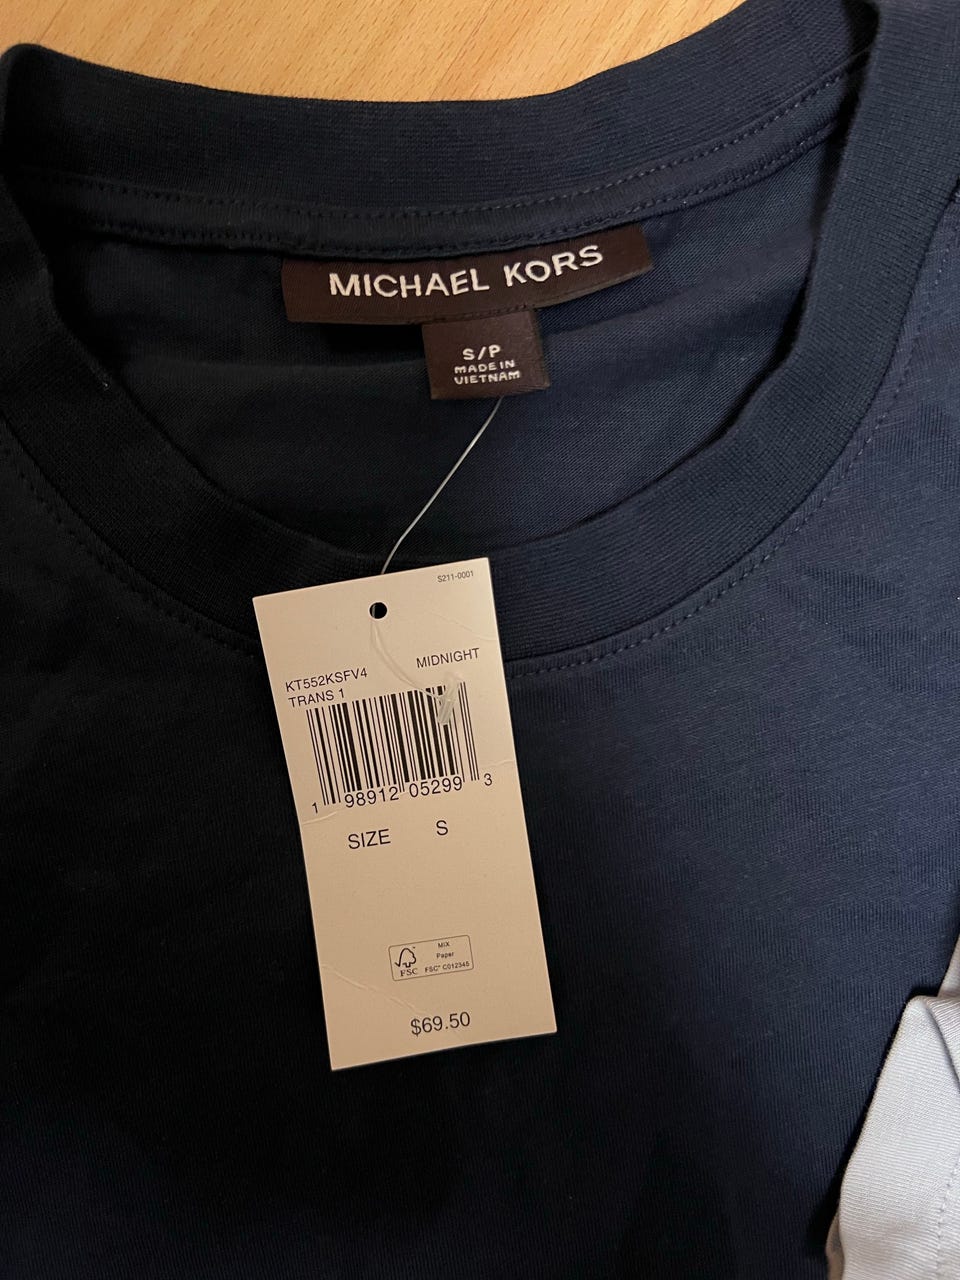 MICHAEL KORS
S/P
MADE IN
VIETNAM
S211-0001
MIDNIGHT
KT552KSFV4
TRANS 1
1 98912 05299 3
SIZE S
MIX
Paper
FSC FSC™ C012345
$69.50